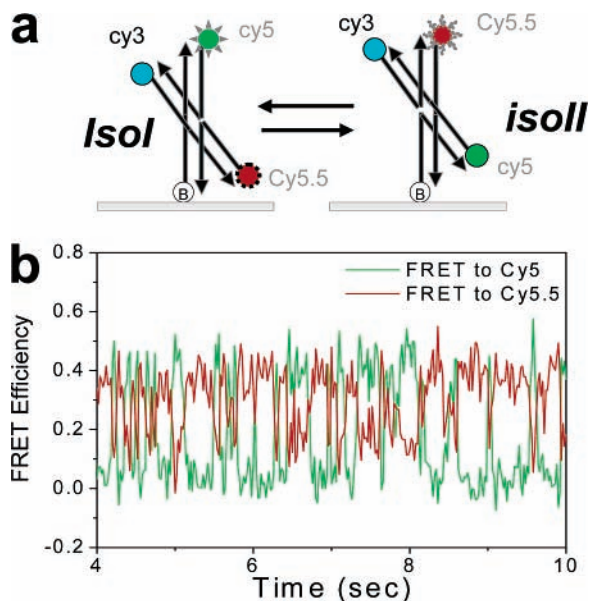 a
cy3
cy5
Cy5.5
cy3
IsoI
isoII
Cy5.5
cy5
B
B
b
0.8
0.6
0.4
0.2
0.0
-0.2
FRET Efficiency
FRET to Cy5
FRET to Cy5.5
4
6
8
10
Time (sec)